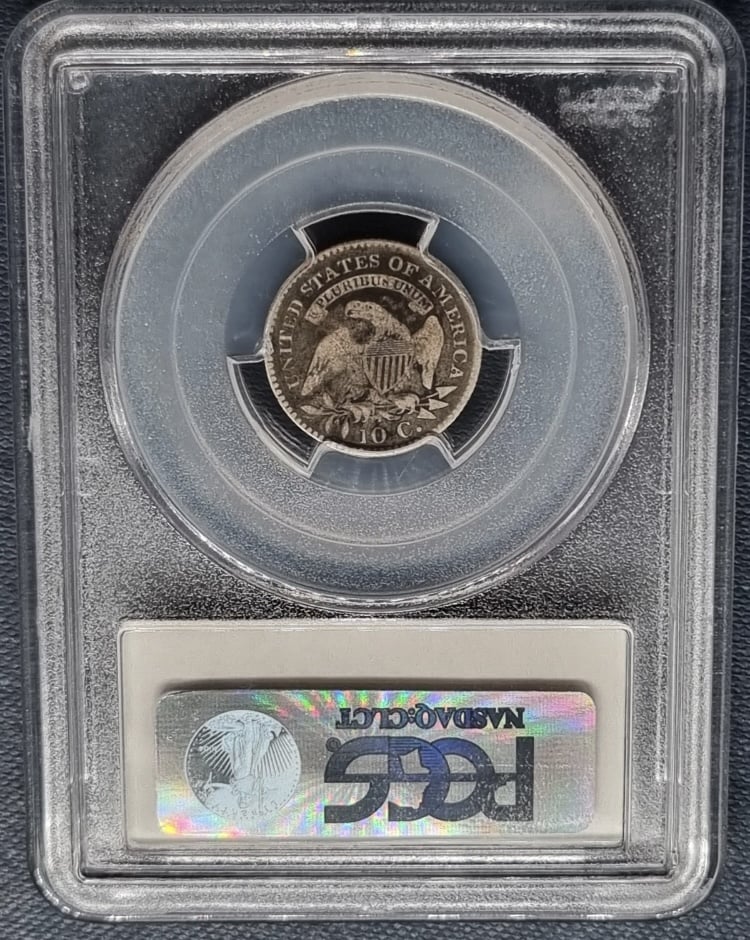 UNITED STATES OF AMERICA
E PLURIBUS UNUM
10 C.
NASDAQ:CLCT
PCGS